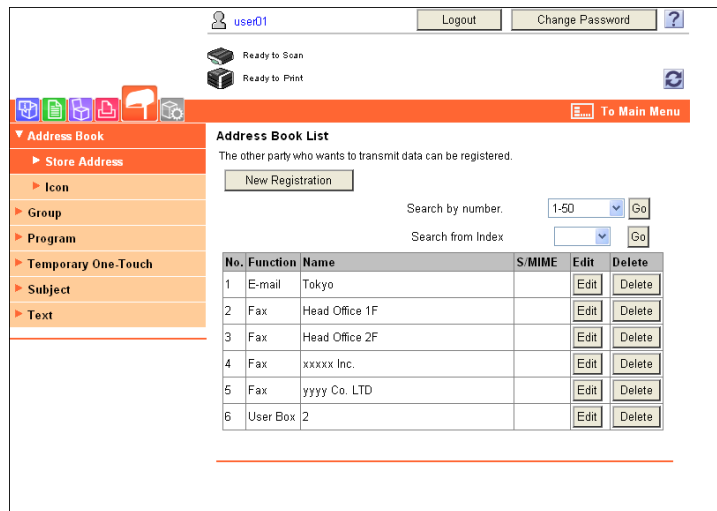 user01 Logout Change Password ?
Ready to Scan
Ready to Print
To Main Menu
Address Book
Store Address
Icon
Group
Program
Temporary One-Touch
Subject
Text
Address Book List
The other party who wants to transmit data can be registered.
New Registration
Search by number. 1-50 Go
Search from Index Go
No. Function Name S/MIME Edit Delete
1 E-mail Tokyo Edit Delete
2 Fax Head Office 1F Edit Delete
3 Fax Head Office 2F Edit Delete
4 Fax xxxxx Inc. Edit Delete
5 Fax yyyy Co. LTD Edit Delete
6 User Box 2 Edit Delete